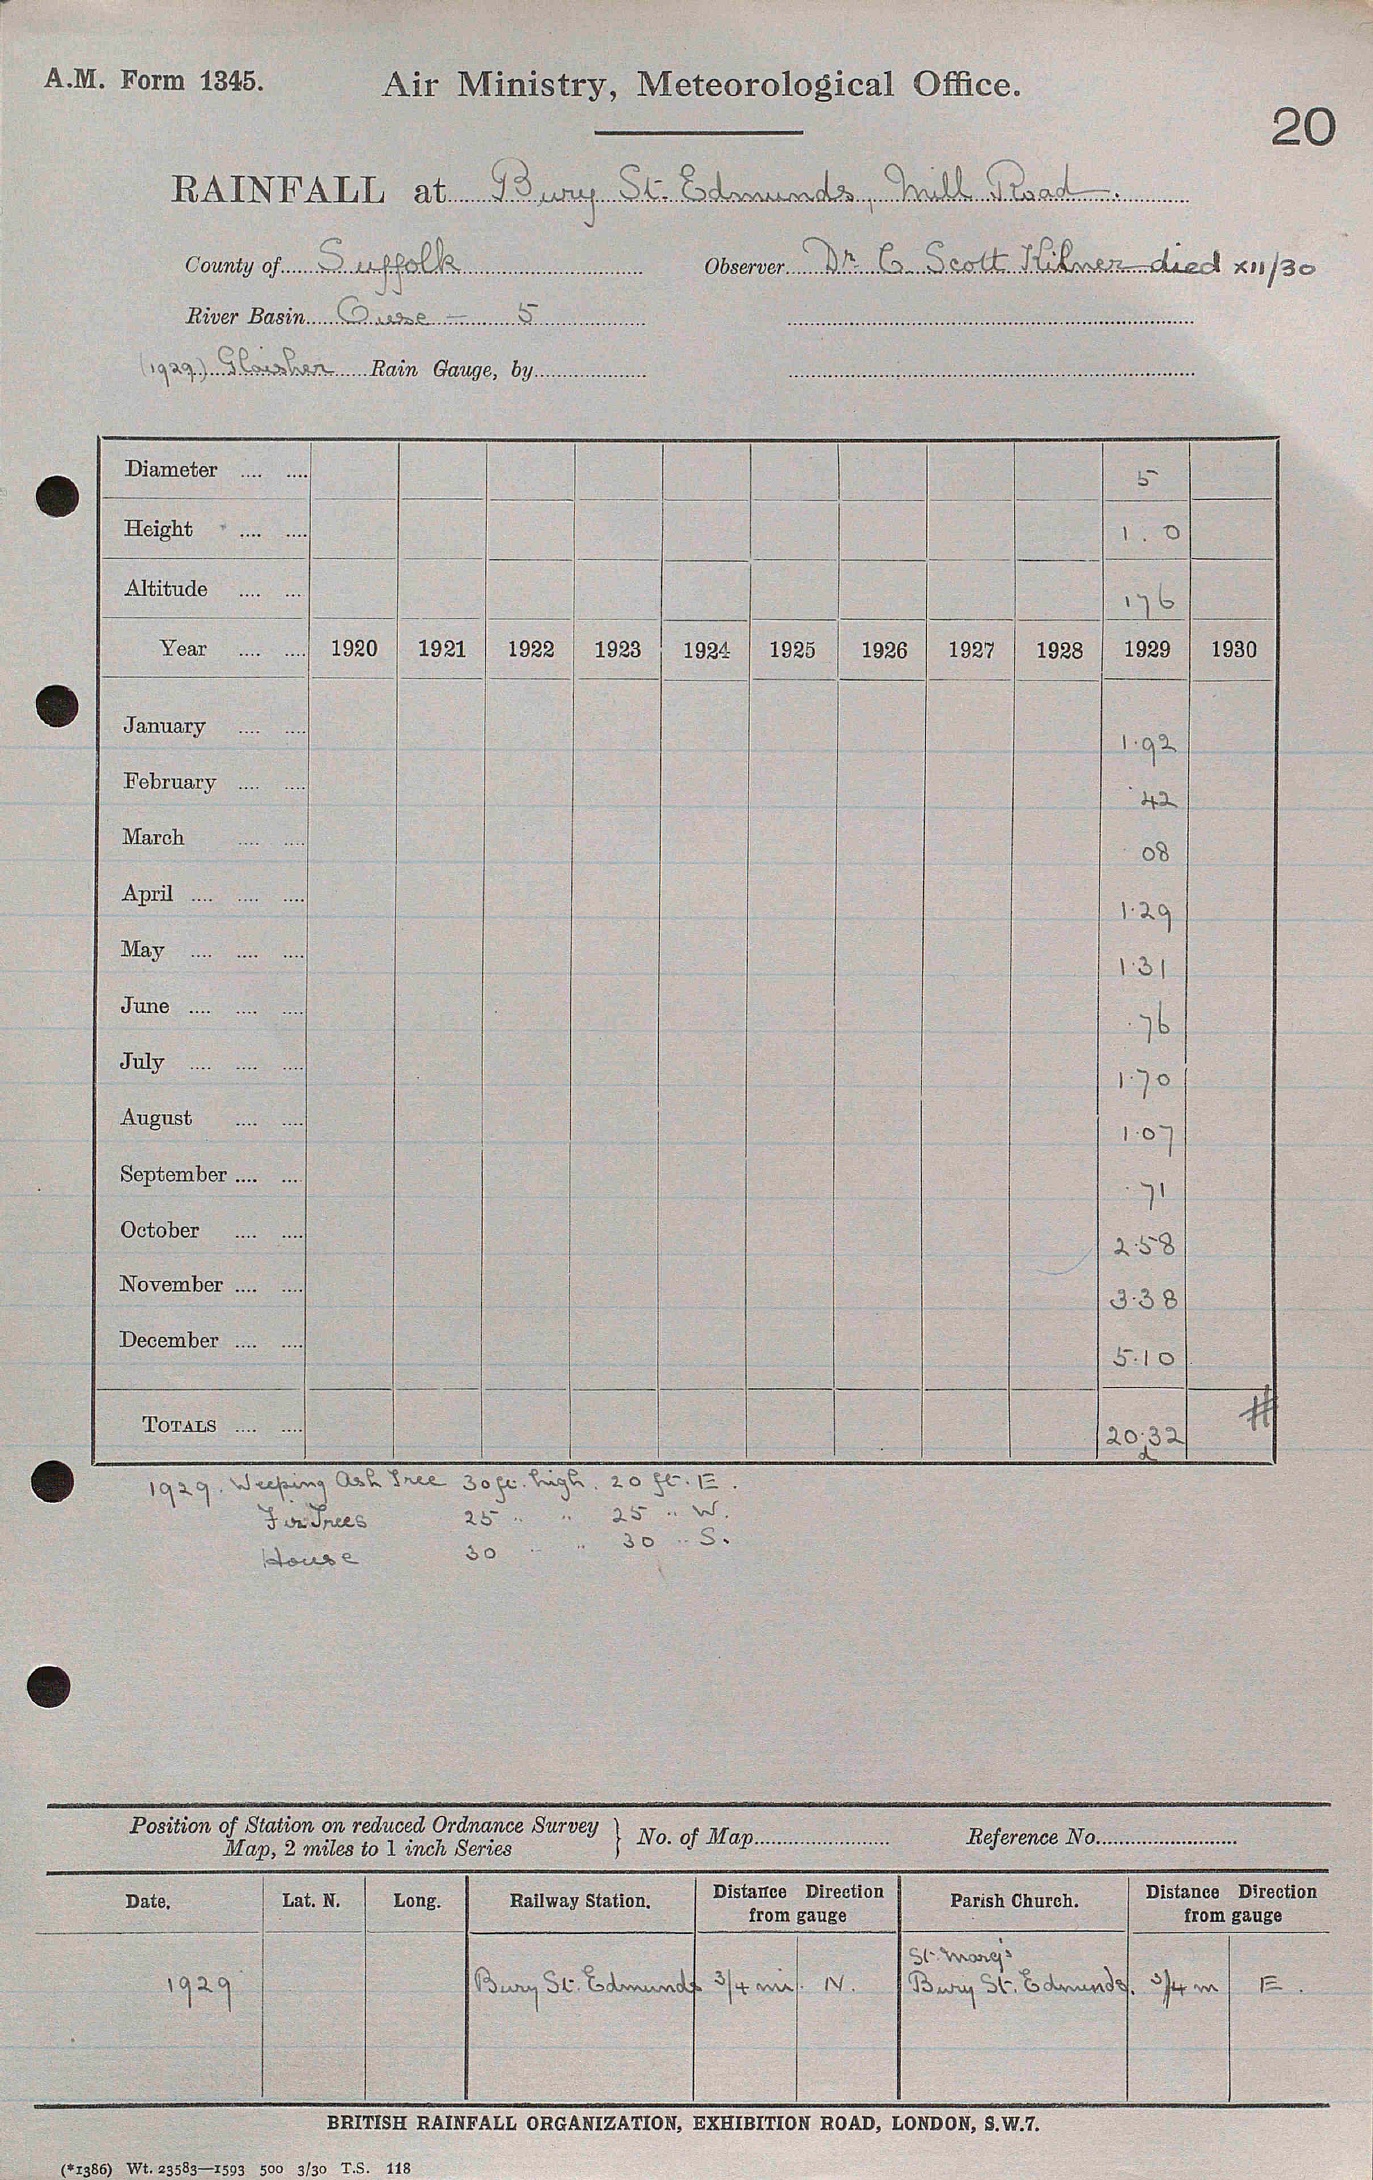 A.M. Form 1345. Air Ministry, Meteorological Office.
20
RAINFALL at Bury St. Edmunds, Mill Road.
County of Suffolk Observer Dr C Scott Kilner died XII/30
River Basin Ouse - 5
(1929) Glaisher Rain Gauge, by
Diameter 5
Height 1.0
Altitude 176
Year 1920 1921 1922 1923 1924 1925 1926 1927 1928 1929 1930
January 1.92
February .42
March 08
April 1.29
May 1.31
June .76
July 1.70
August 1.07
September .71
October 2.58
November 3.38
December 5.10
TOTALS 20.32 #
d
1929. Weeping Ash Tree 30 ft. high. 20 ft. E.
Fir Trees 25 " " 25 " W.
House 30 " " 30 " S.
Position of Station on reduced Ordnance Survey
Map, 2 miles to 1 inch Series } No. of Map Reference No.
Date. Lat. N. Long. Railway Station. Distance Direction from gauge Parish Church. Distance Direction from gauge
St. Mary's
1929 Bury St. Edmunds 3/4 mi. N. Bury St. Edmunds. 3/4 m E.
BRITISH RAINFALL ORGANIZATION, EXHIBITION ROAD, LONDON, S.W.7.
(*1386) Wt. 23583—1593 500 3/30 T.S. 118